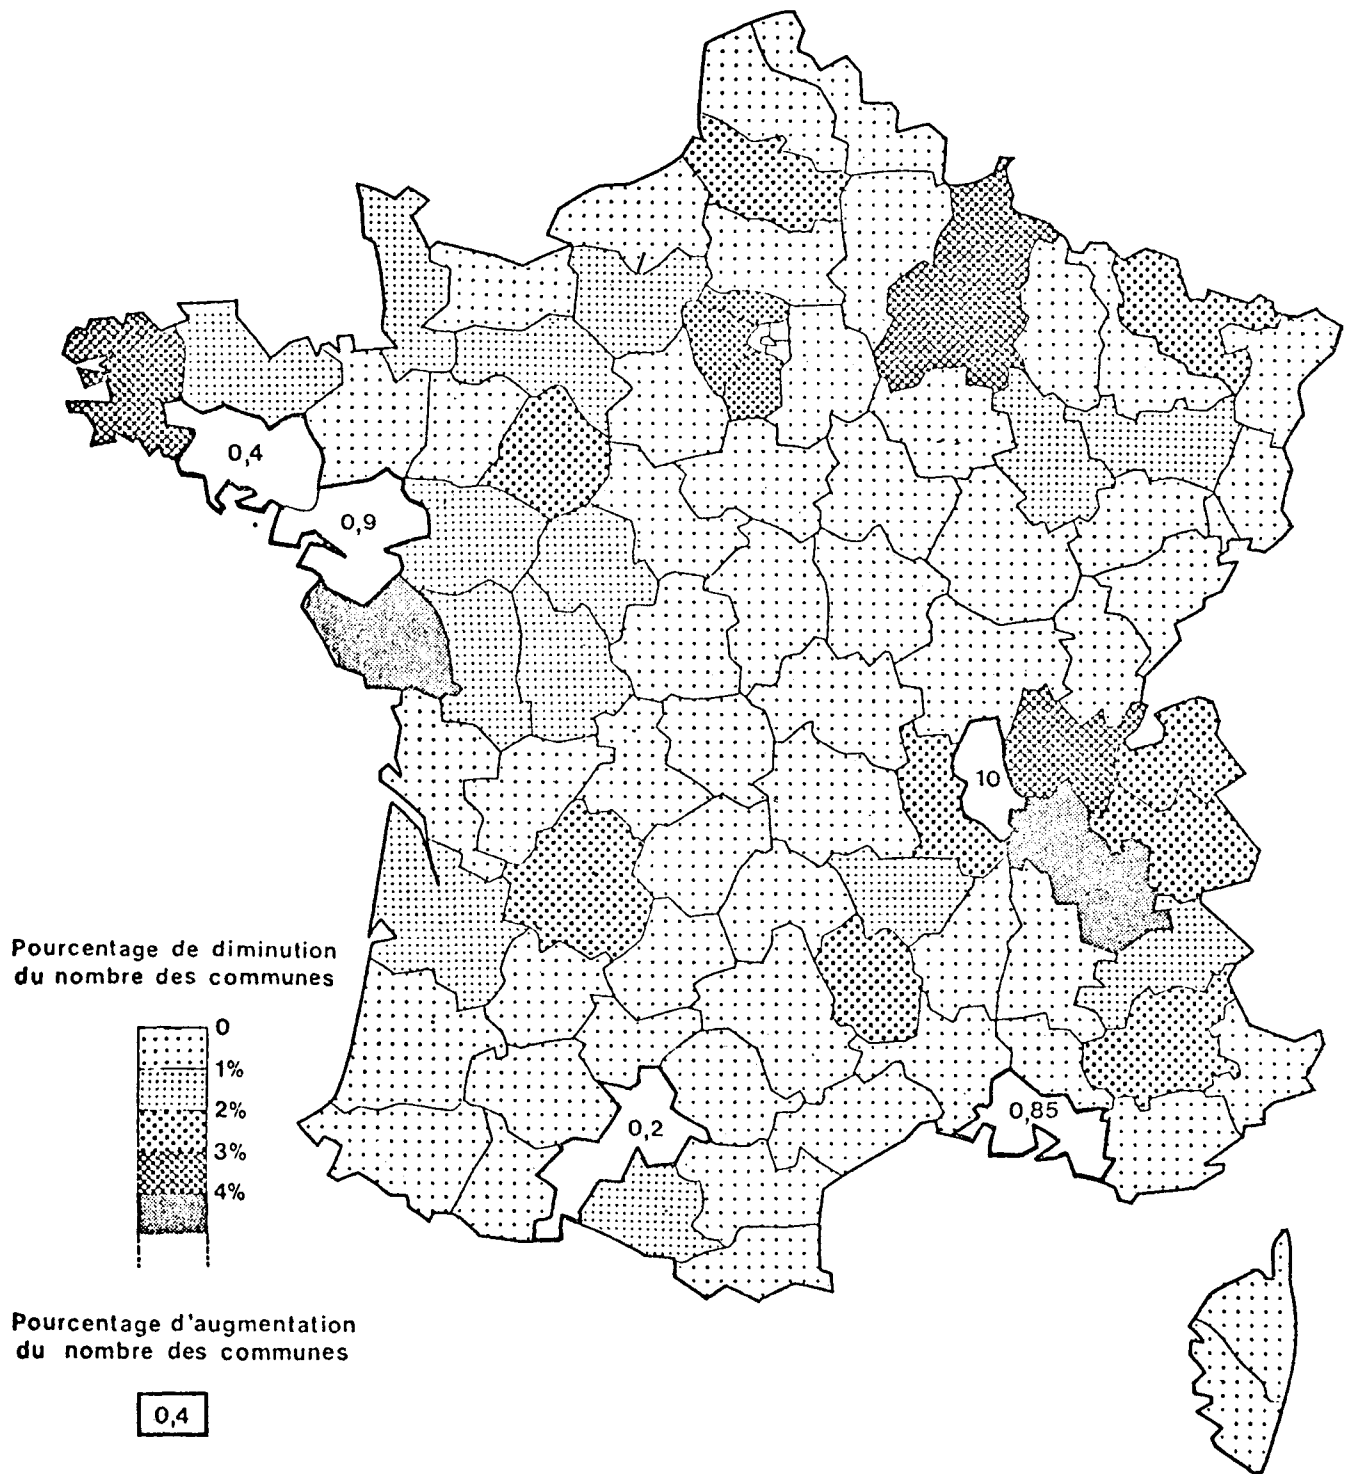 0,4
0,9
10
Pourcentage de diminution
du nombre des communes
0
1%
2%
3%
4%
0,2
0,85
Pourcentage d'augmentation
du nombre des communes
0,4